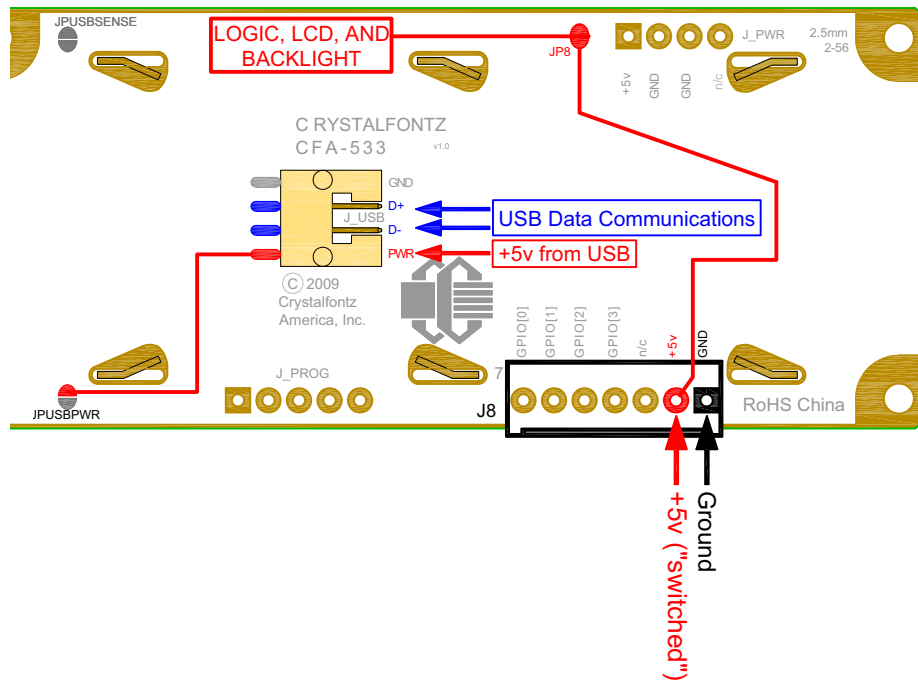 JPUSBSENSE
LOGIC, LCD, AND
BACKLIGHT
JP8
J_PWR
2.5mm
2-56
+5v
GND
GND
n/c
C RYSTALFONTZ
CFA-533
v1.0
GND
D+
J_USB
D-
PWR
USB Data Communications
+5v from USB
© 2009
Crystalfontz
America, Inc.
GPIO[0]
GPIO[1]
GPIO[2]
GPIO[3]
n/c
+5v
GND
J_PROG
7
JPUSBPWR
J8
RoHS China
+5v ("switched")
Ground